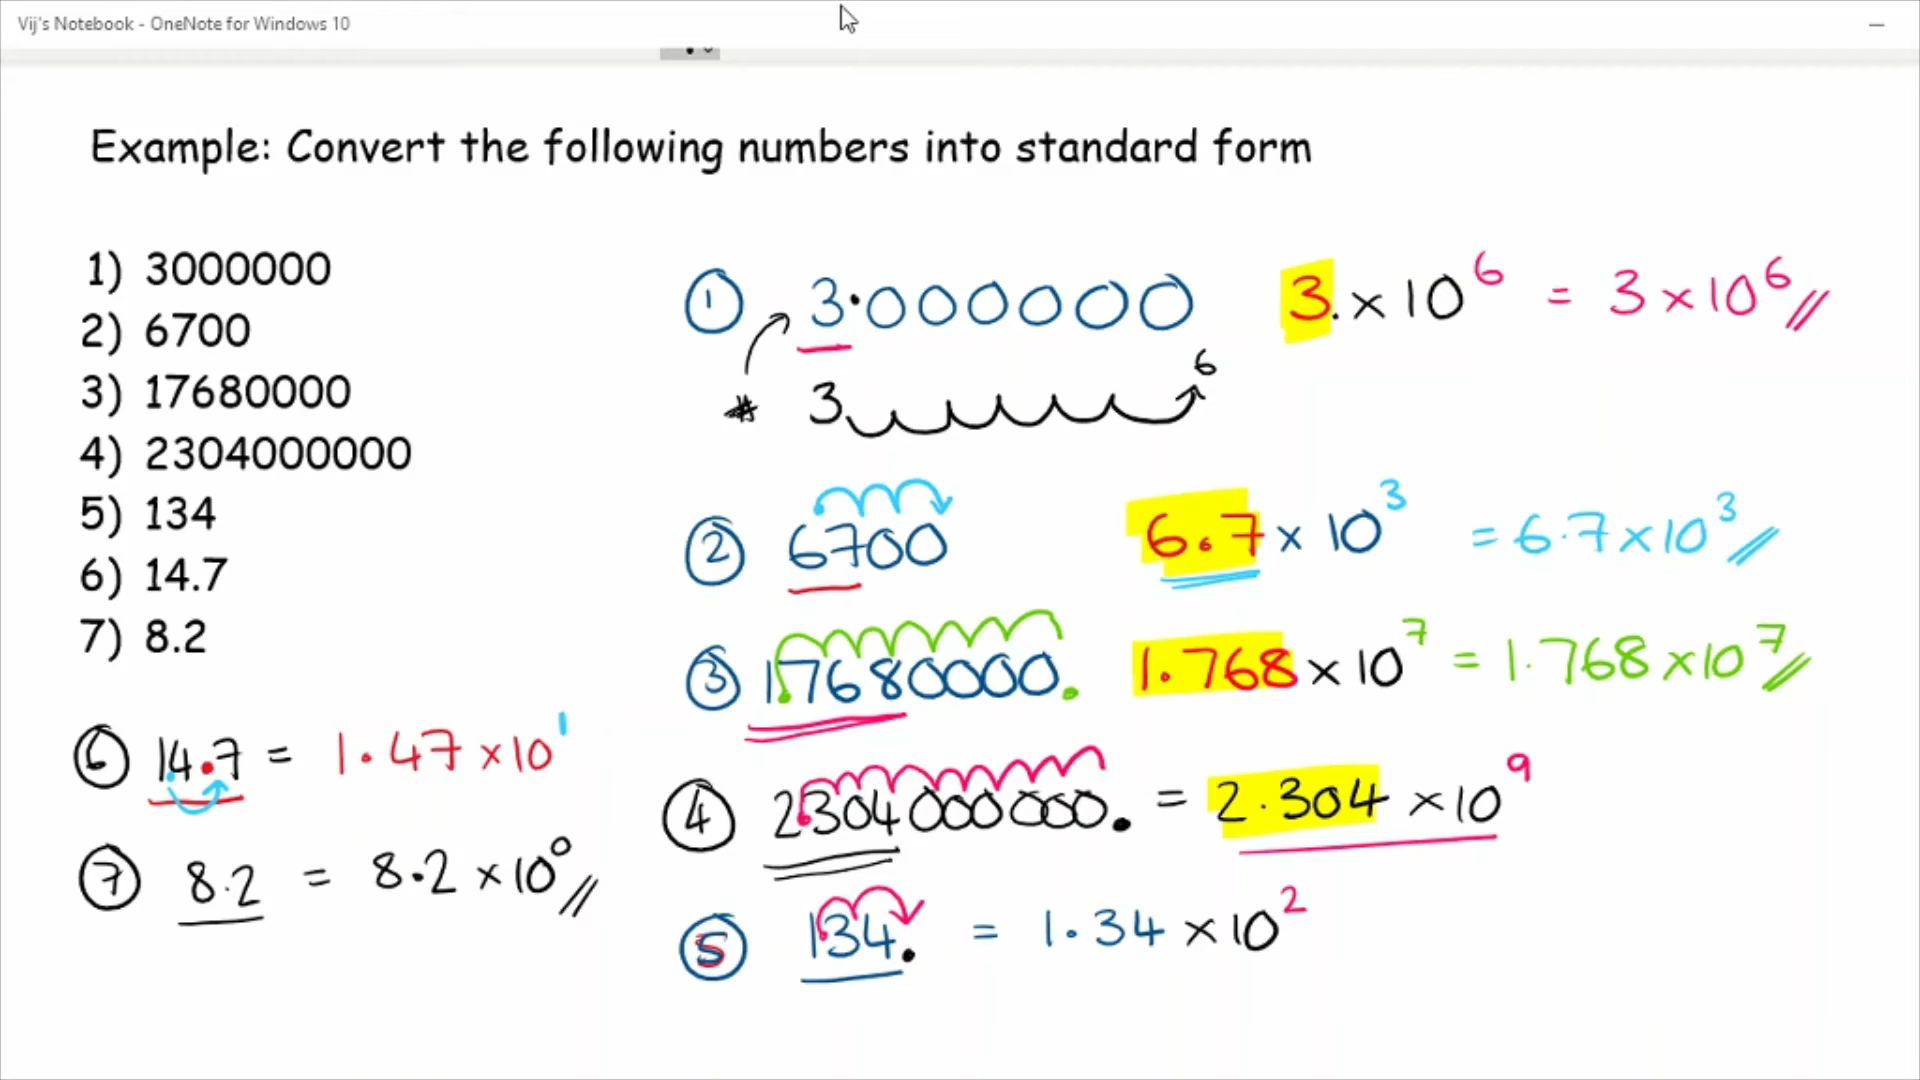 Vij's Notebook - OneNote for Windows 10
Example: Convert the following numbers into standard form
1) 3000000
2) 6700
3) 17680000
4) 2304000000
5) 134
6) 14.7
7) 8.2
① 3.000000 3. × 10⁶ = 3 × 10⁶ //
* 3 6
② 6700 6.7 × 10³ = 6.7 × 10³ //
③ 17680000. 1.768 × 10⁷ = 1.768 × 10⁷ //
④ 2304000000. = 2.304 × 10⁹
⑤ 134. = 1.34 × 10²
⑥ 14.7 = 1.47 × 10¹
⑦ 8.2 = 8.2 × 10⁰ //